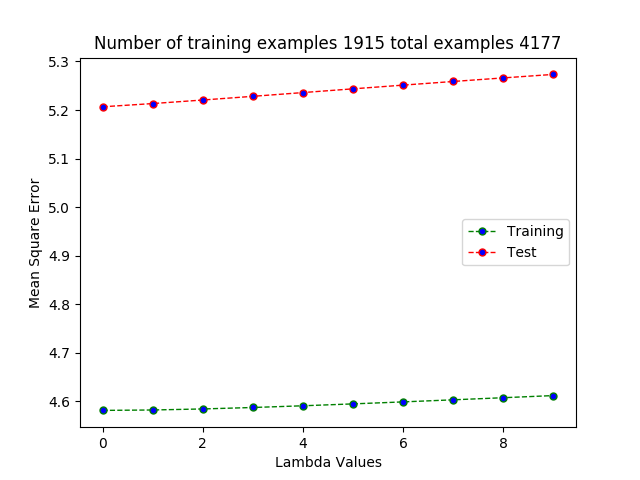 Number of training examples 1915 total examples 4177
5.3
5.2
5.1
5.0
4.9
4.8
4.7
4.6
Mean Square Error
Training
Test
0 2 4 6 8
Lambda Values